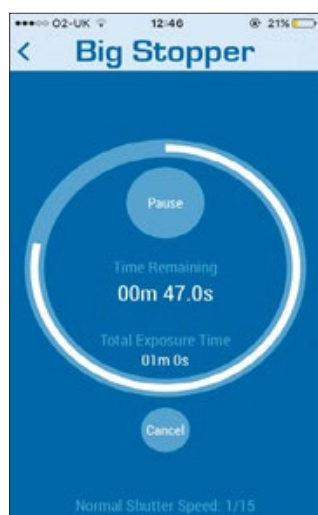 O2-UK 12:46 21%
Big Stopper
Pause
Time Remaining
00m 47.0s
Total Exposure Time
01m 0s
Cancel
Normal Shutter Speed: 1/15